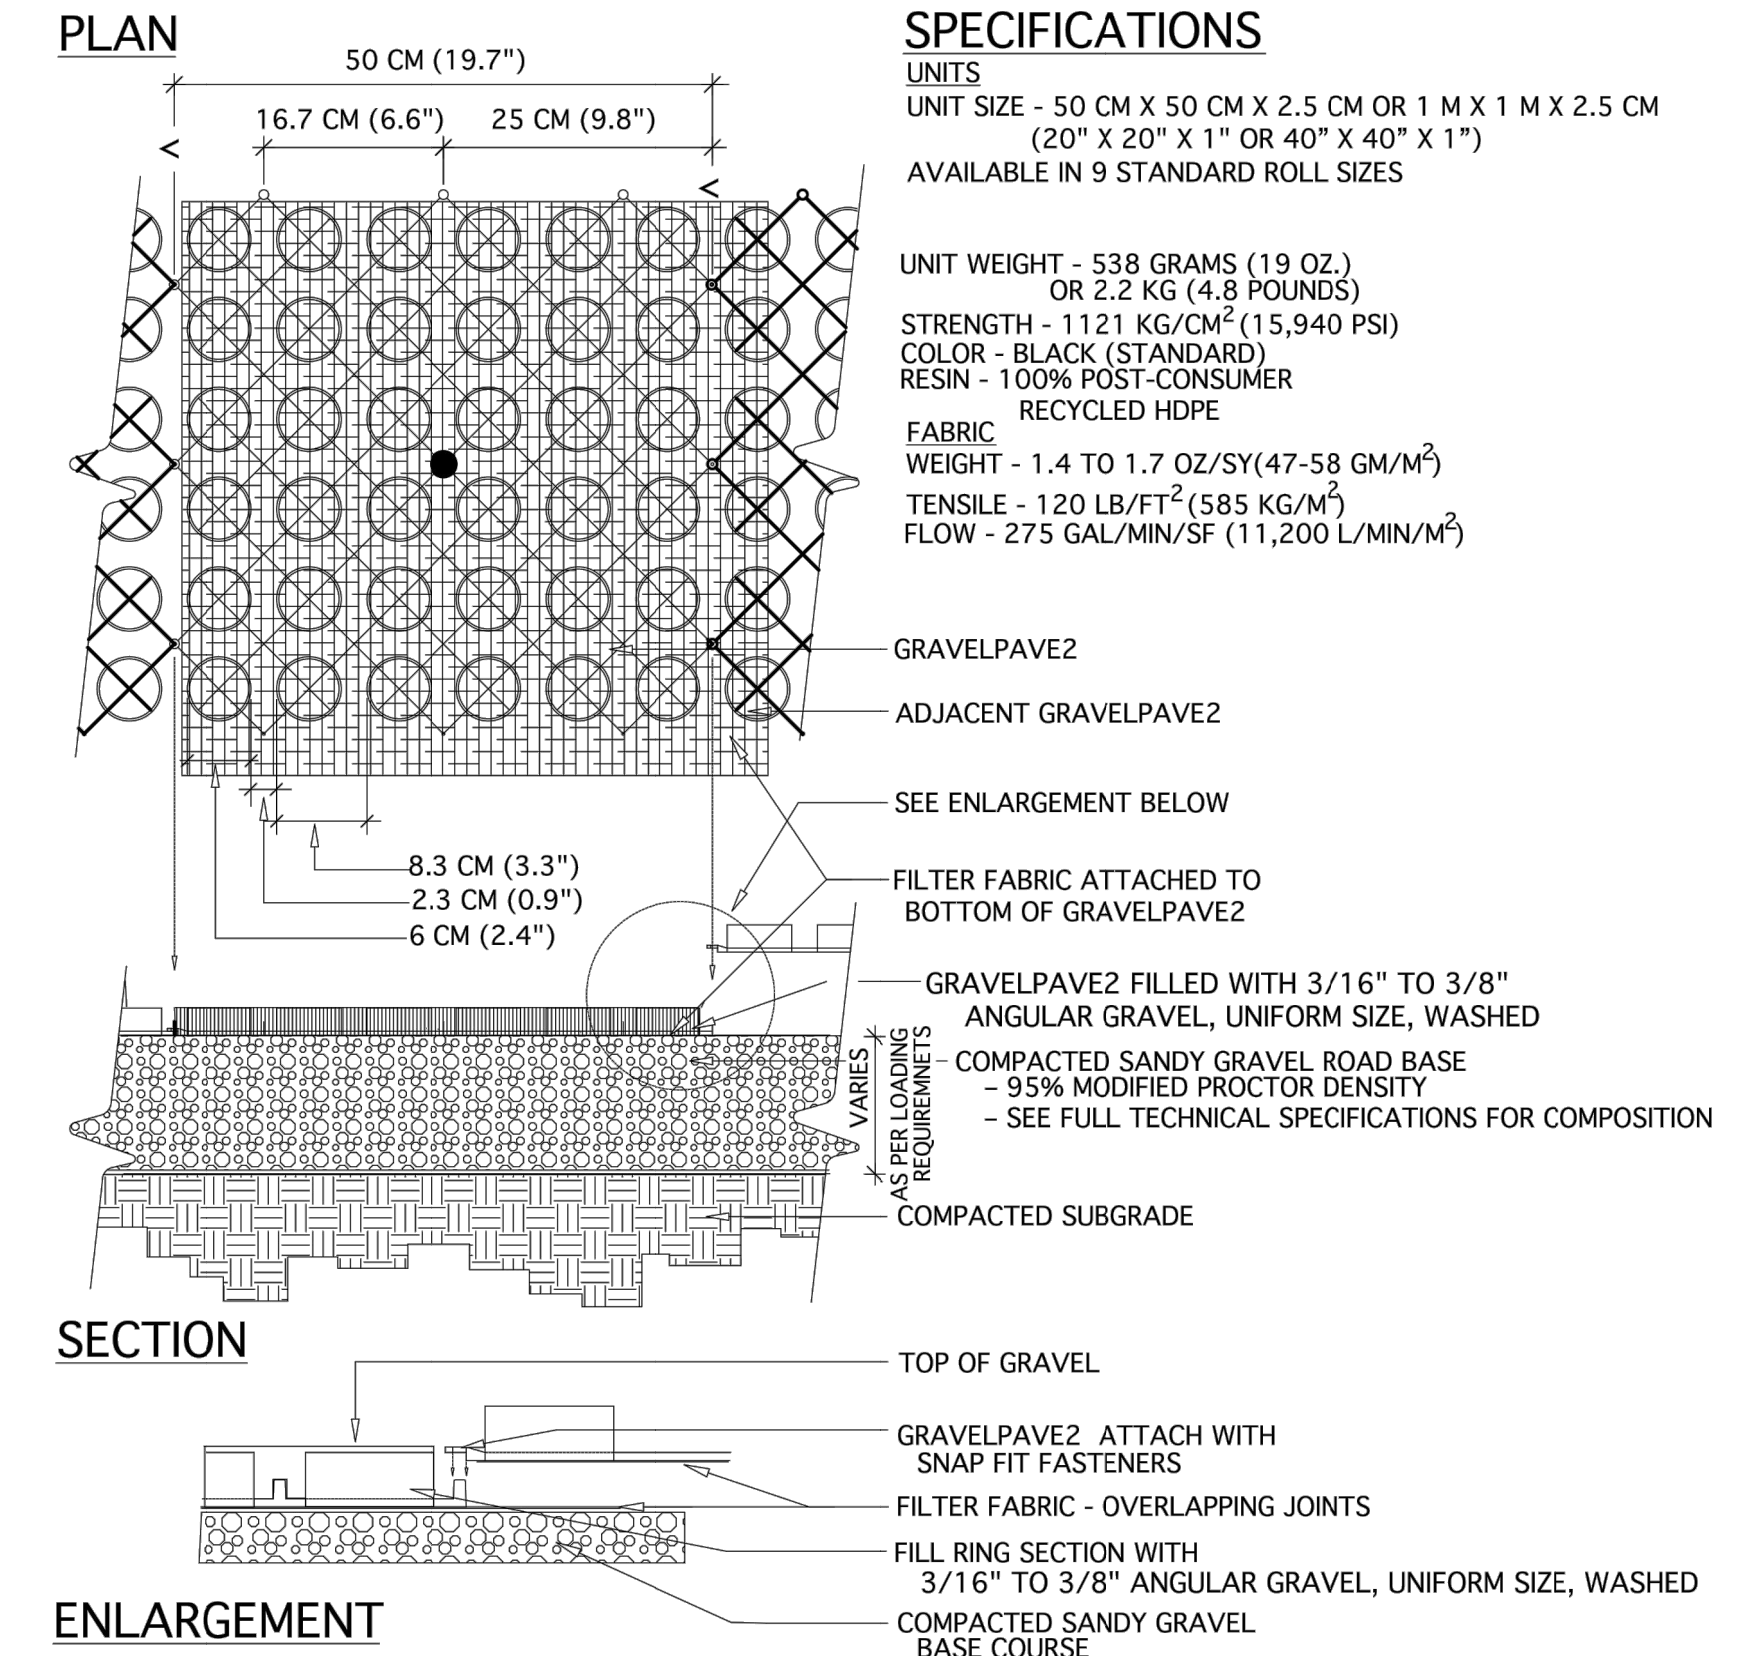 PLAN
50 CM (19.7")
16.7 CM (6.6")
25 CM (9.8")
<
<
8.3 CM (3.3")
2.3 CM (0.9")
6 CM (2.4")
SPECIFICATIONS
UNITS
UNIT SIZE - 50 CM X 50 CM X 2.5 CM OR 1 M X 1 M X 2.5 CM
(20" X 20" X 1" OR 40” X 40” X 1”)
AVAILABLE IN 9 STANDARD ROLL SIZES
UNIT WEIGHT - 538 GRAMS (19 OZ.)
OR 2.2 KG (4.8 POUNDS)
STRENGTH - 1121 KG/CM² (15,940 PSI)
COLOR - BLACK (STANDARD)
RESIN - 100% POST-CONSUMER
RECYCLED HDPE
FABRIC
WEIGHT - 1.4 TO 1.7 OZ/SY(47-58 GM/M²)
TENSILE - 120 LB/FT² (585 KG/M²)
FLOW - 275 GAL/MIN/SF (11,200 L/MIN/M²)
GRAVELPAVE2
ADJACENT GRAVELPAVE2
SEE ENLARGEMENT BELOW
FILTER FABRIC ATTACHED TO
BOTTOM OF GRAVELPAVE2
GRAVELPAVE2 FILLED WITH 3/16" TO 3/8"
ANGULAR GRAVEL, UNIFORM SIZE, WASHED
VARIES
AS PER LOADING
REQUIREMNETS
COMPACTED SANDY GRAVEL ROAD BASE
– 95% MODIFIED PROCTOR DENSITY
– SEE FULL TECHNICAL SPECIFICATIONS FOR COMPOSITION
COMPACTED SUBGRADE
SECTION
TOP OF GRAVEL
GRAVELPAVE2 ATTACH WITH
SNAP FIT FASTENERS
FILTER FABRIC - OVERLAPPING JOINTS
FILL RING SECTION WITH
3/16" TO 3/8" ANGULAR GRAVEL, UNIFORM SIZE, WASHED
COMPACTED SANDY GRAVEL
BASE COURSE
ENLARGEMENT